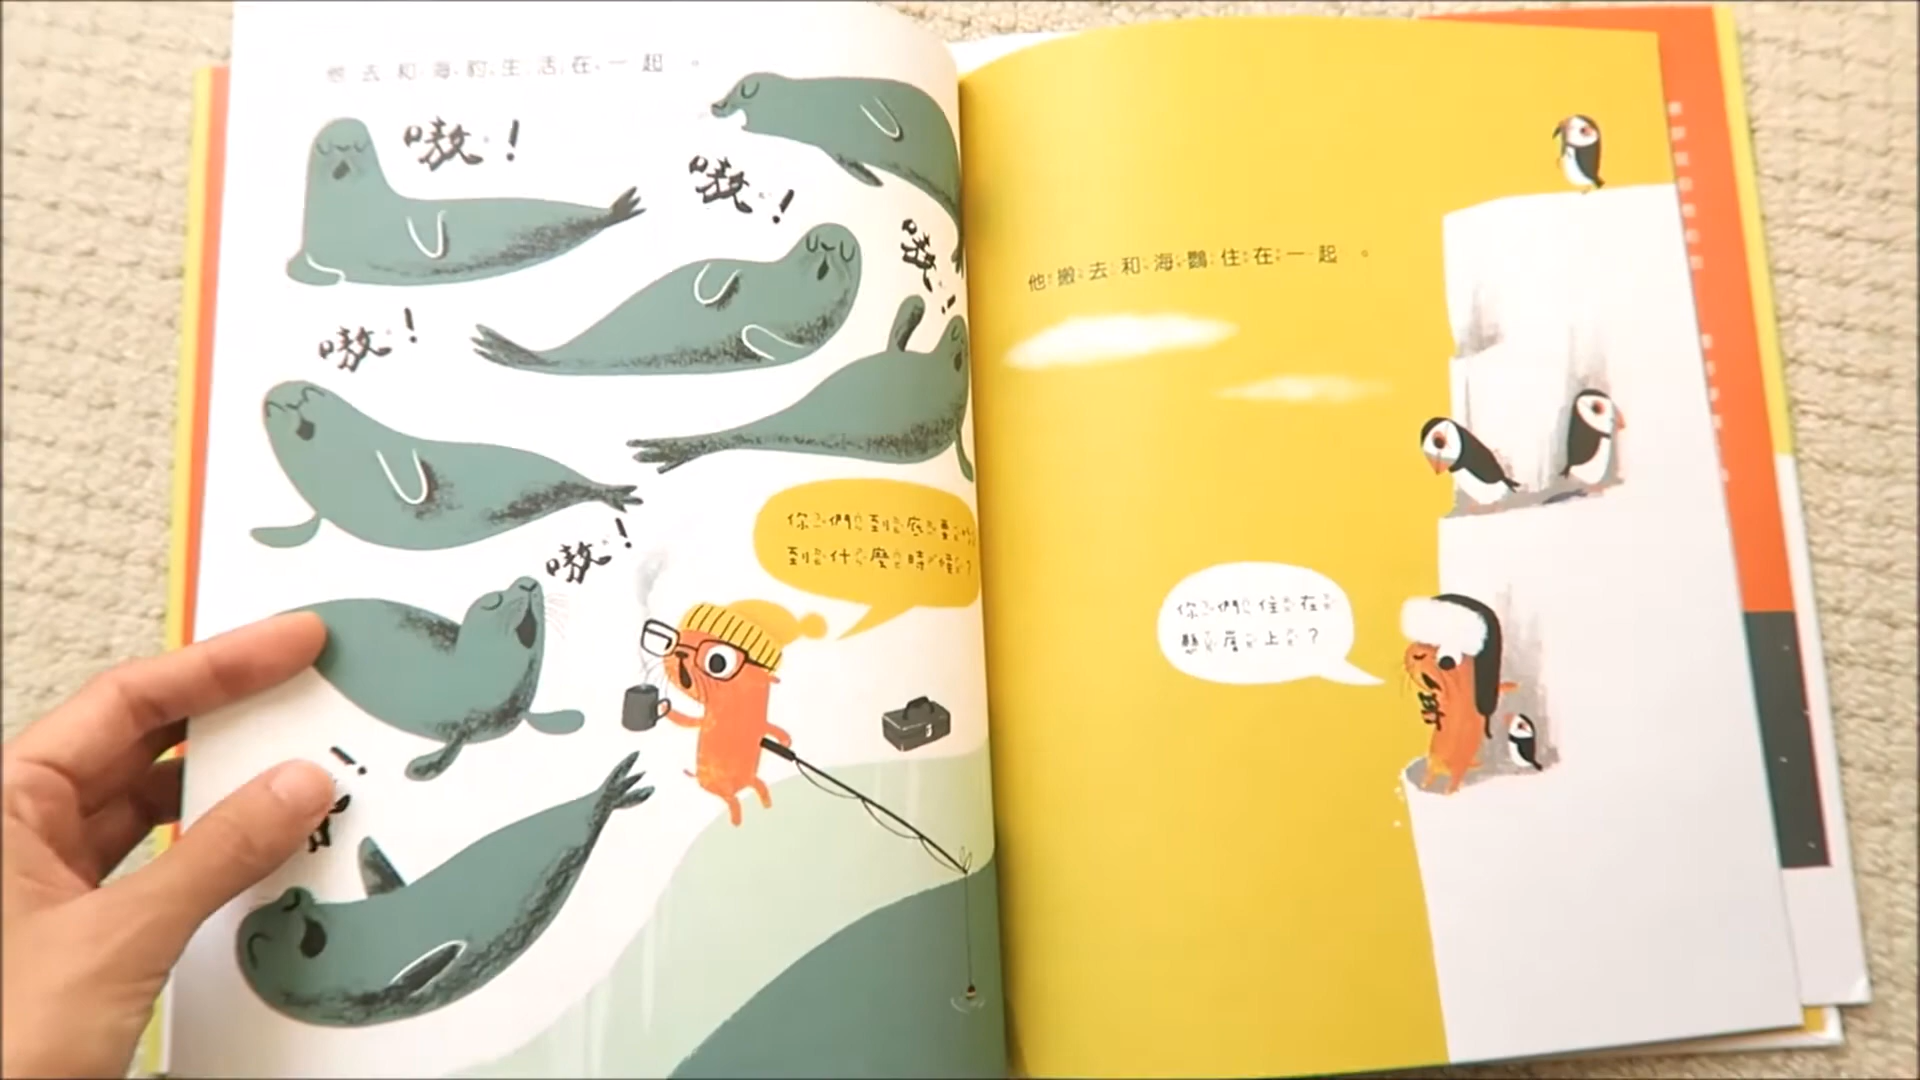 他去和海豹生活在一起。
嗷！
嗷！
嗷！
嗷！
嗷！
你們到底要
到什麼時候？
他搬去和海鸚住在一起。
你們住在
懸崖上？